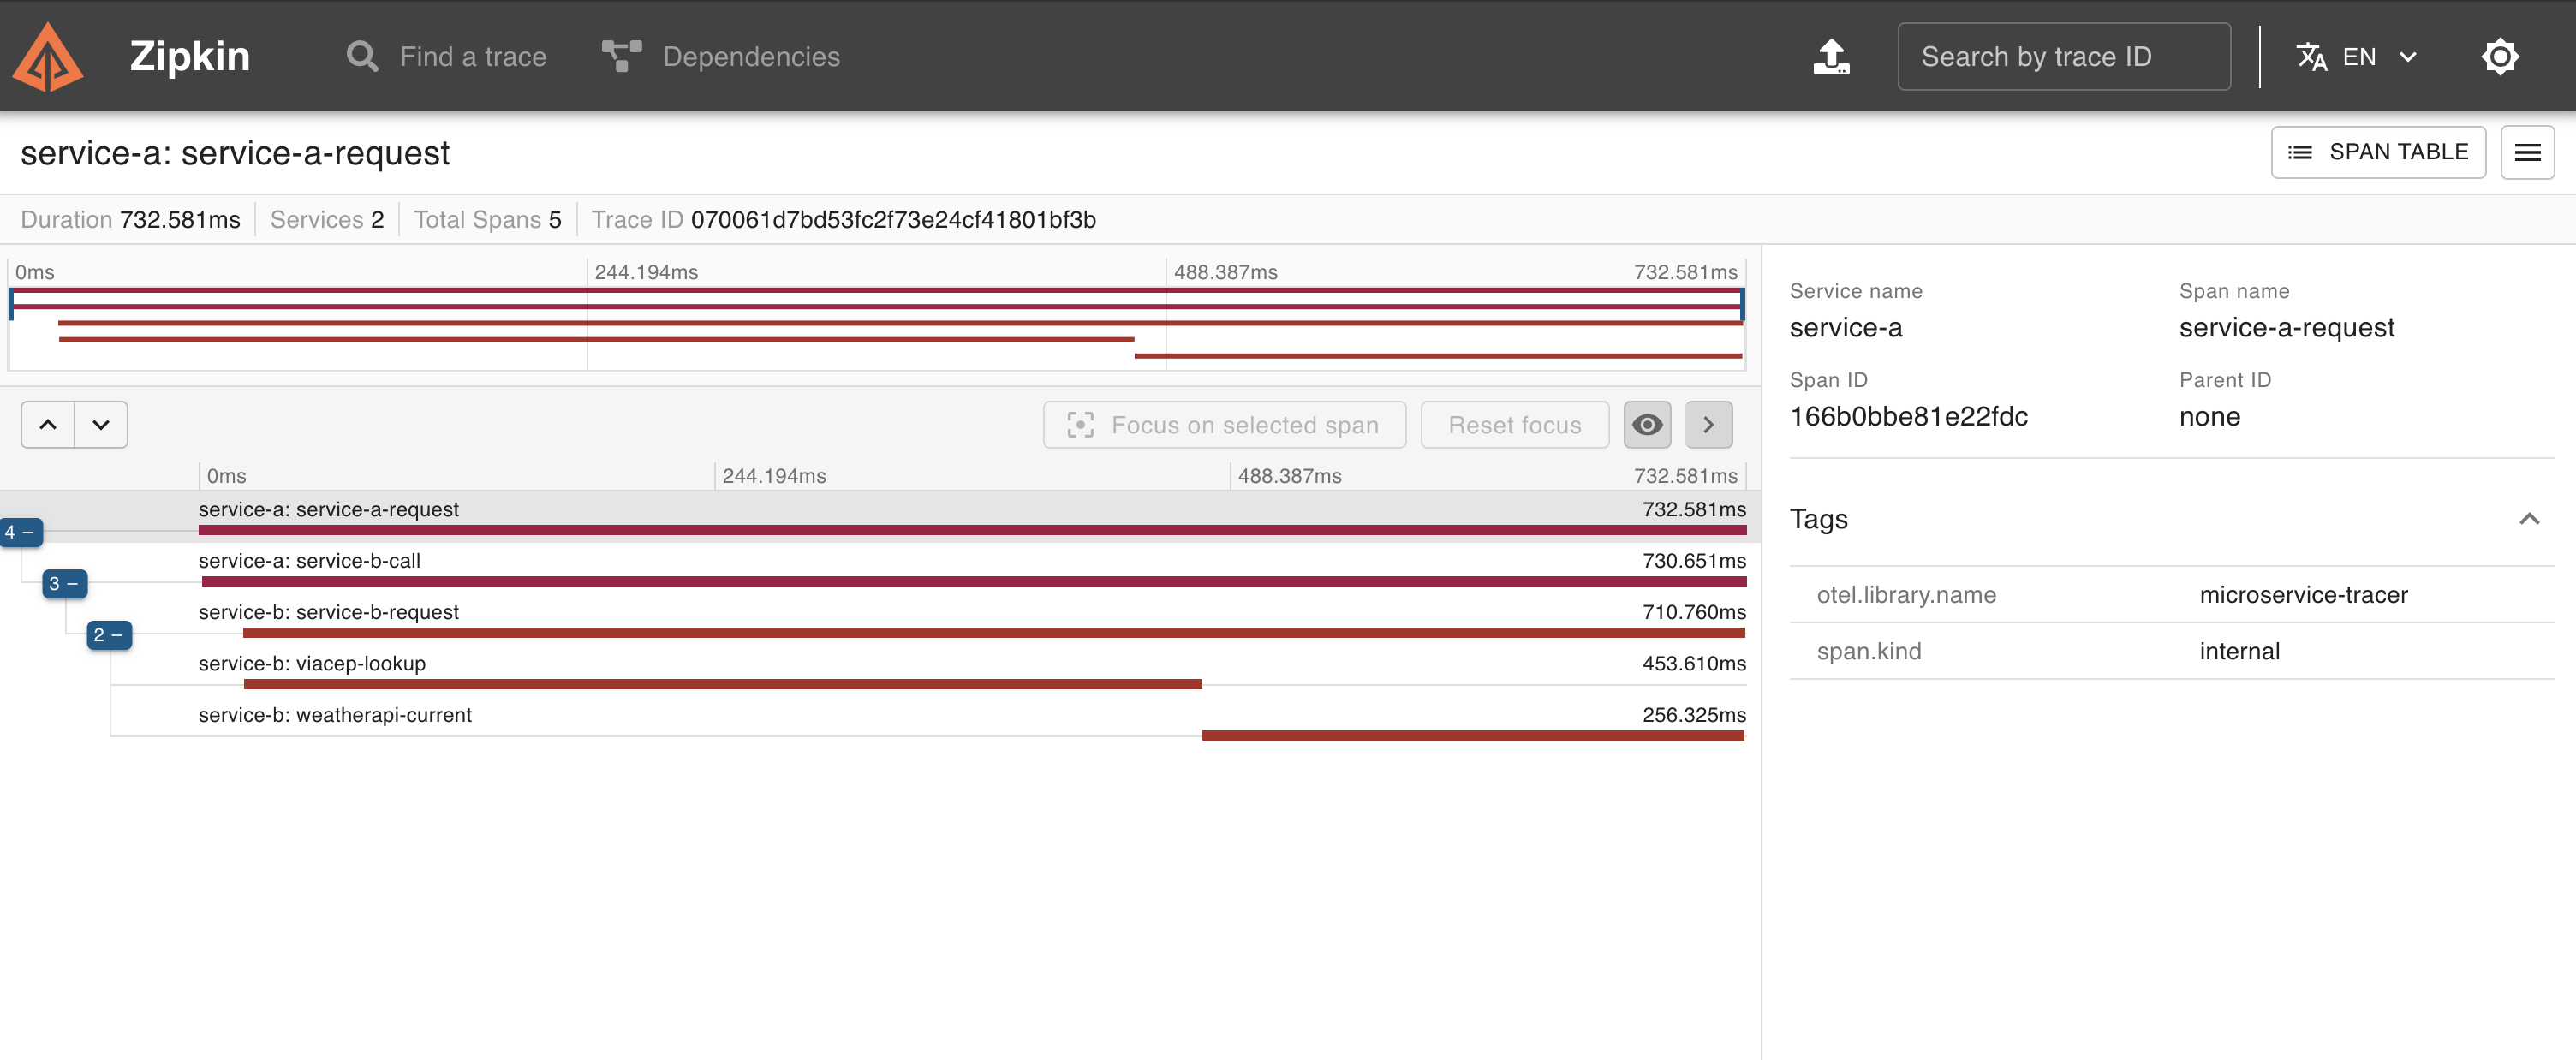 Zipkin Find a trace Dependencies Search by trace ID EN
service-a: service-a-request SPAN TABLE
Duration 732.581ms Services 2 Total Spans 5 Trace ID 070061d7bd53fc2f73e24cf41801bf3b
0ms 244.194ms 488.387ms 732.581ms
Focus on selected span Reset focus
0ms 244.194ms 488.387ms 732.581ms
service-a: service-a-request 732.581ms
4 −
service-a: service-b-call 730.651ms
3 −
service-b: service-b-request 710.760ms
2 −
service-b: viacep-lookup 453.610ms
service-b: weatherapi-current 256.325ms
Service name Span name
service-a service-a-request
Span ID Parent ID
166b0bbe81e22fdc none
Tags
otel.library.name microservice-tracer
span.kind internal